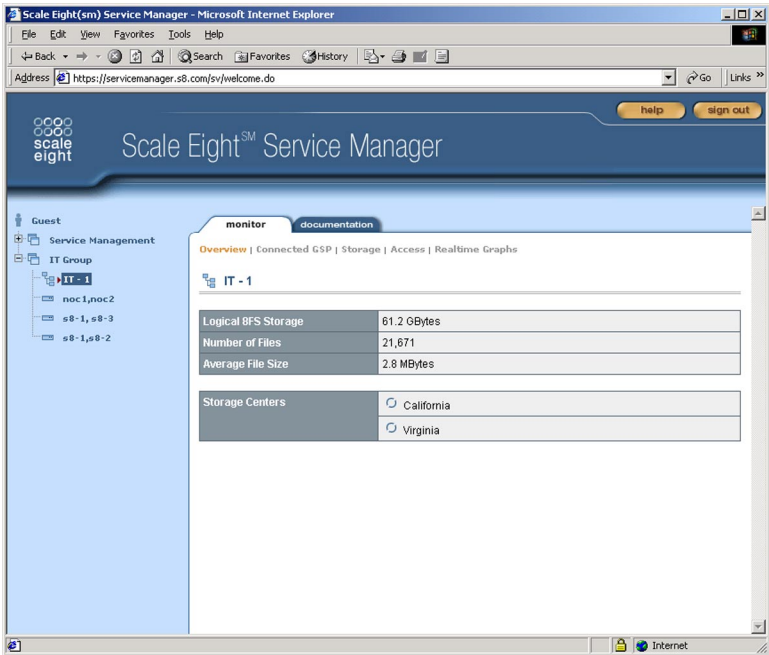 Scale Eight(sm) Service Manager - Microsoft Internet Explorer
File Edit View Favorites Tools Help
Back Search Favorites History
Address https://servicemanager.s8.com/sv/welcome.do Go Links »
help sign out
scale
eight
Scale Eight℠ Service Manager
Guest
Service Management
IT Group
IT - 1
noc1,noc2
s8-1, s8-3
s8-1,s8-2
monitor documentation
Overview | Connected GSP | Storage | Access | Realtime Graphs
IT - 1
Logical 8FS Storage 61.2 GBytes
Number of Files 21,671
Average File Size 2.8 MBytes
Storage Centers California
Virginia
Internet